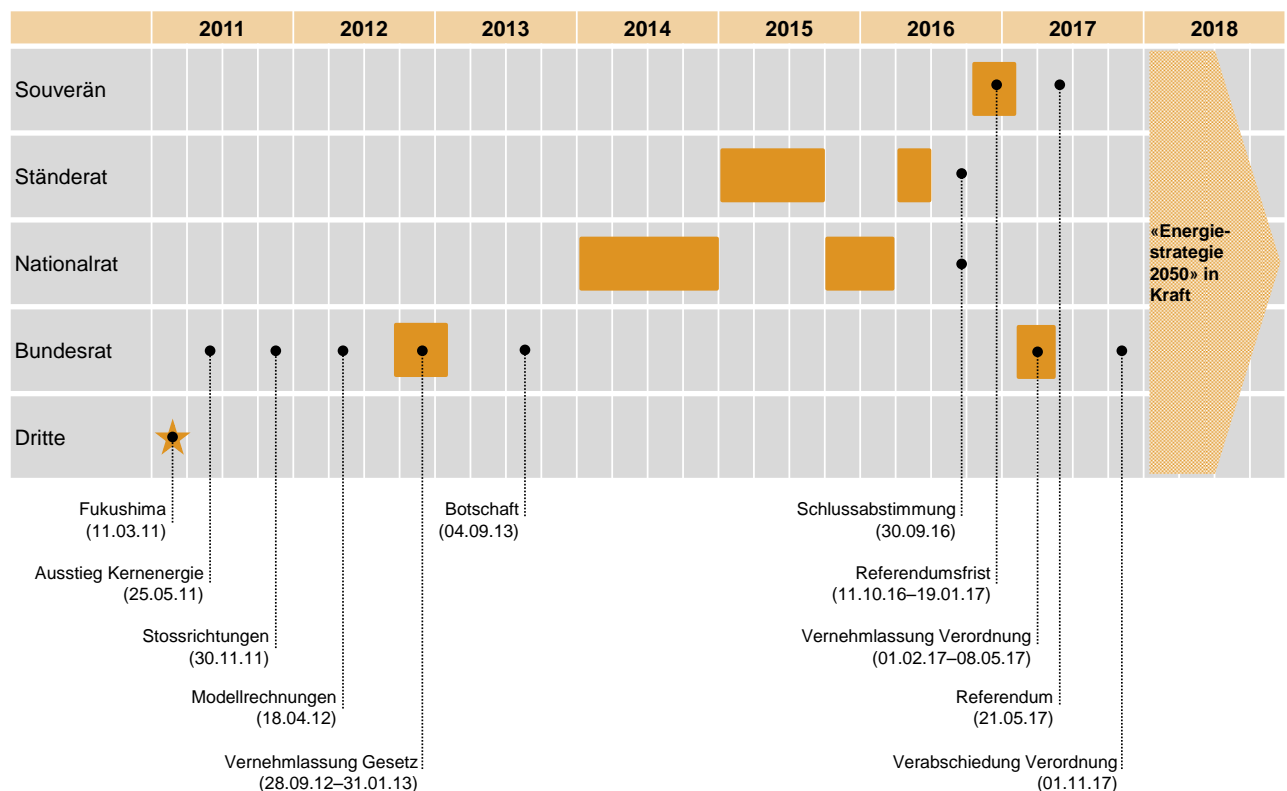 2011 2012 2013 2014 2015 2016 2017 2018
Souverän
Ständerat
Nationalrat
Bundesrat
Dritte
«Energie-
strategie
2050» in
Kraft
Fukushima
(11.03.11)
Ausstieg Kernenergie
(25.05.11)
Stossrichtungen
(30.11.11)
Modellrechnungen
(18.04.12)
Vernehmlassung Gesetz
(28.09.12–31.01.13)
Botschaft
(04.09.13)
Schlussabstimmung
(30.09.16)
Referendumsfrist
(11.10.16–19.01.17)
Vernehmlassung Verordnung
(01.02.17–08.05.17)
Referendum
(21.05.17)
Verabschiedung Verordnung
(01.11.17)